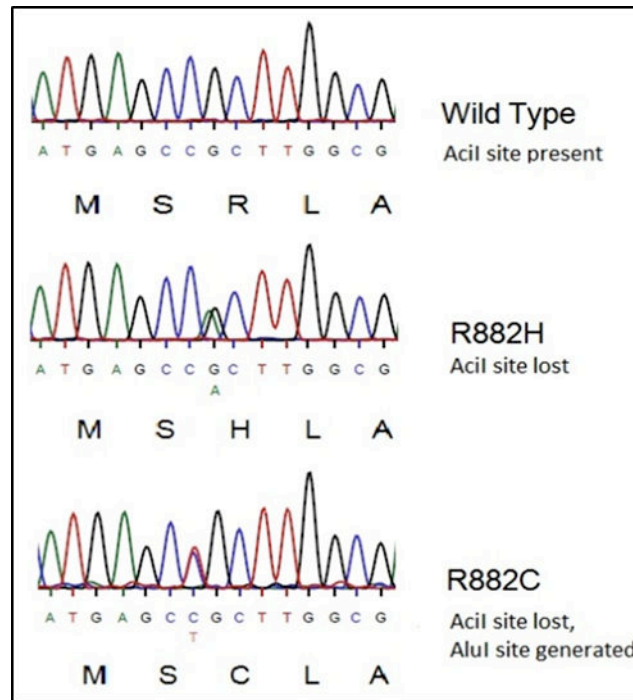 A T G A G C C G C T T G G C G
Wild Type
AciI site present
M S R L A
R882H
AciI site lost
A T G A G C C G C T T G G C G
A
M S H L A
R882C
A T G A G C C G C T T G G C G
T
AciI site lost,
AluI site generated
M S C L A